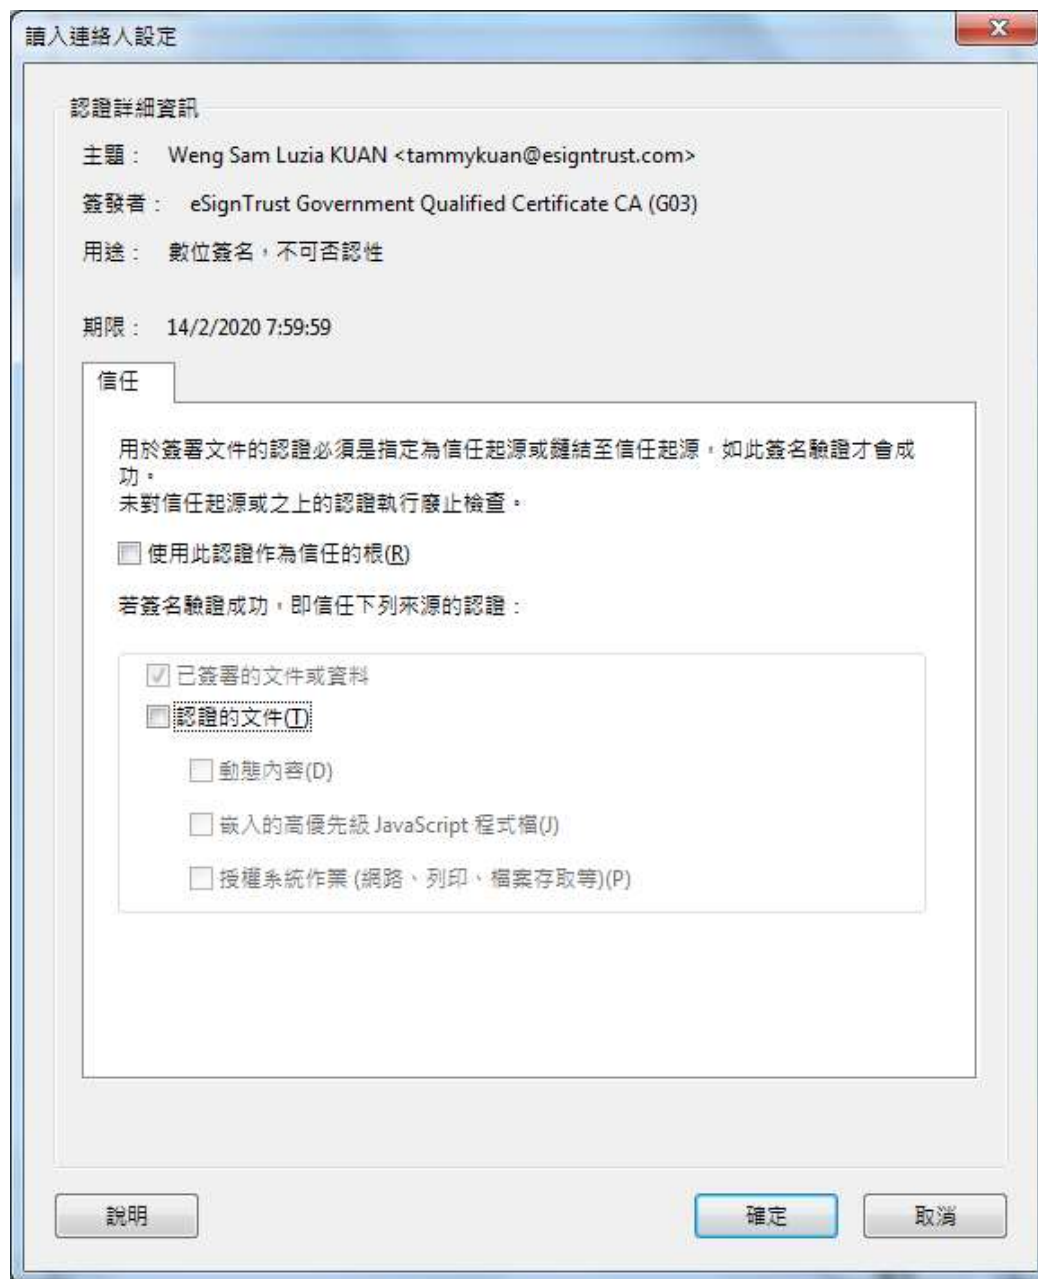 讀入連絡人設定
認證詳細資訊
主題： Weng Sam Luzia KUAN <tammykuan@esigntrust.com>
簽發者： eSignTrust Government Qualified Certificate CA (G03)
用途： 數位簽名，不可否認性
期限： 14/2/2020 7:59:59
信任
用於簽署文件的認證必須是指定為信任起源或鏈結至信任起源，如此簽名驗證才會成
功。
未對信任起源或之上的認證執行廢止檢查。
使用此認證作為信任的根(R)
若簽名驗證成功，即信任下列來源的認證：
已簽署的文件或資料
認證的文件(T)
動態內容(D)
嵌入的高優先級 JavaScript 程式檔(J)
授權系統作業 (網路、列印、檔案存取等)(P)
說明 確定 取消